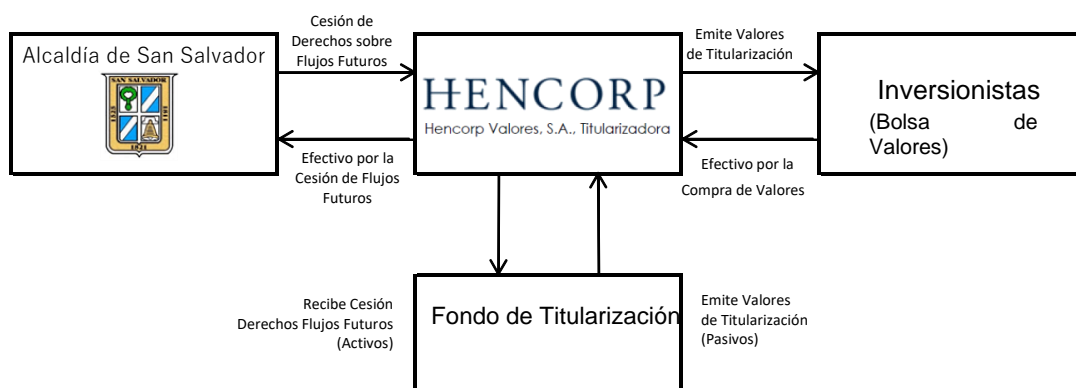 Alcaldía de San Salvador
SAN SALVADOR
1525
1911
1821
Cesión de
Derechos sobre
Flujos Futuros
Efectivo por la
Cesión de Flujos
Futuros
HENCORP
Hencorp Valores, S.A., Titularizadora
Emite Valores
de Titularización
Efectivo por la
Compra de Valores
Inversionistas
(Bolsa de
Valores)
Recibe Cesión
Derechos Flujos Futuros
(Activos)
Fondo de Titularización
Emite Valores
de Titularización
(Pasivos)